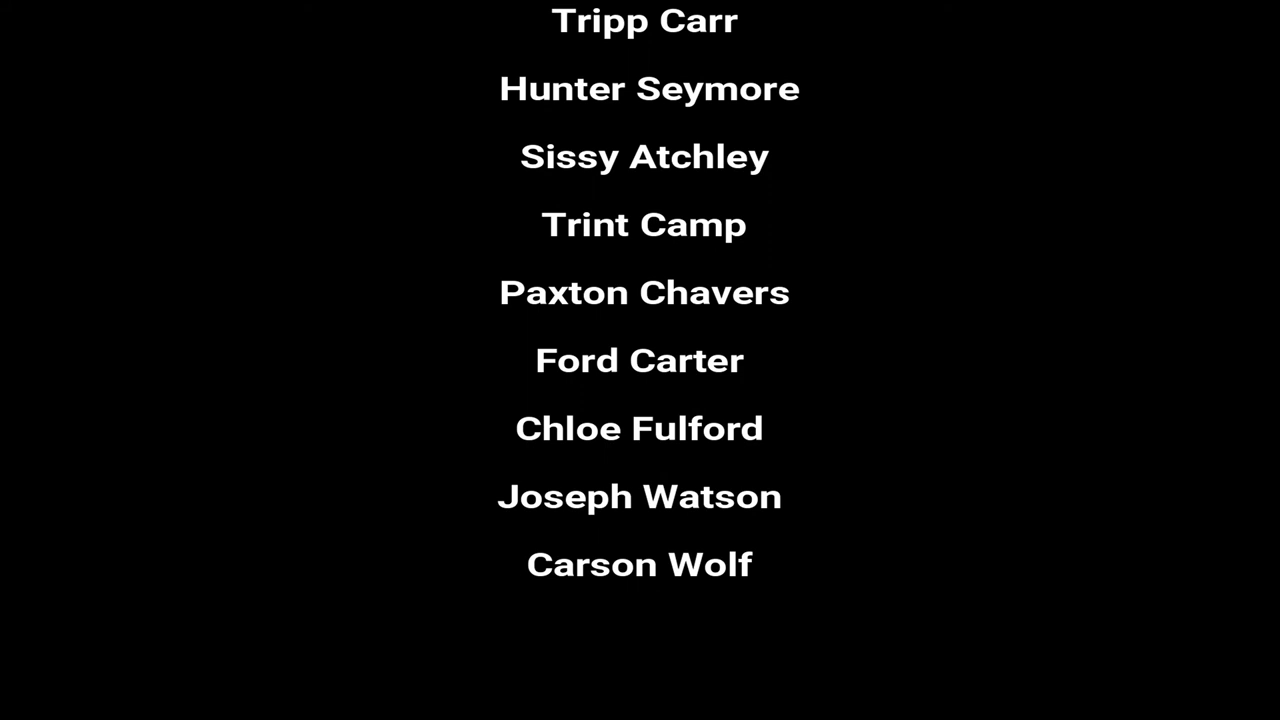 Tripp Carr
Hunter Seymore
Sissy Atchley
Trint Camp
Paxton Chavers
Ford Carter
Chloe Fulford
Joseph Watson
Carson Wolf